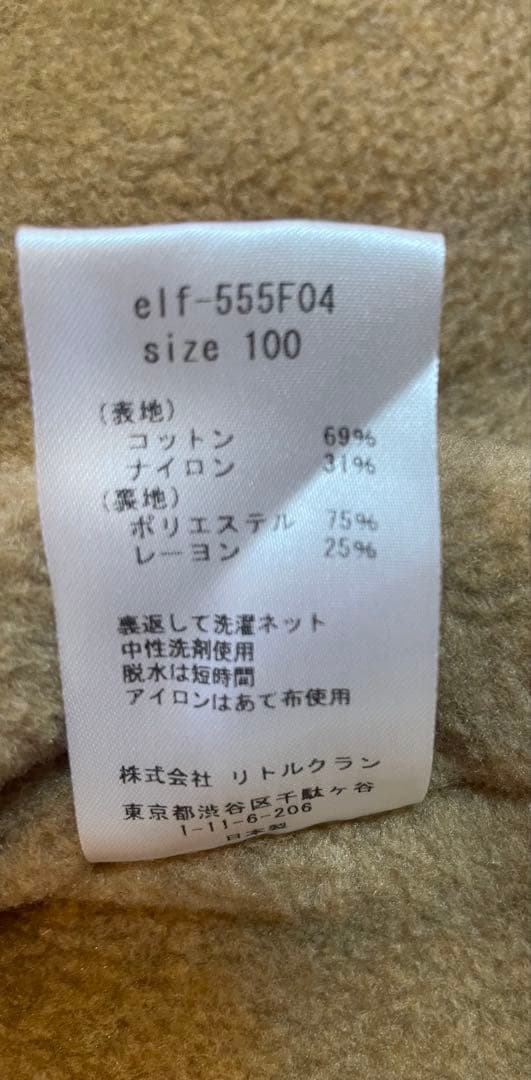 elf-555F04
size 100
(表地)
コットン 69%
ナイロン 31%
(裏地)
ポリエステル 75%
レーヨン 25%
裏返して洗濯ネット
中性洗剤使用
脱水は短時間
アイロンはあて布使用
株式会社 リトルクラン
東京都渋谷区千駄ヶ谷
1-11-6-206
日本製